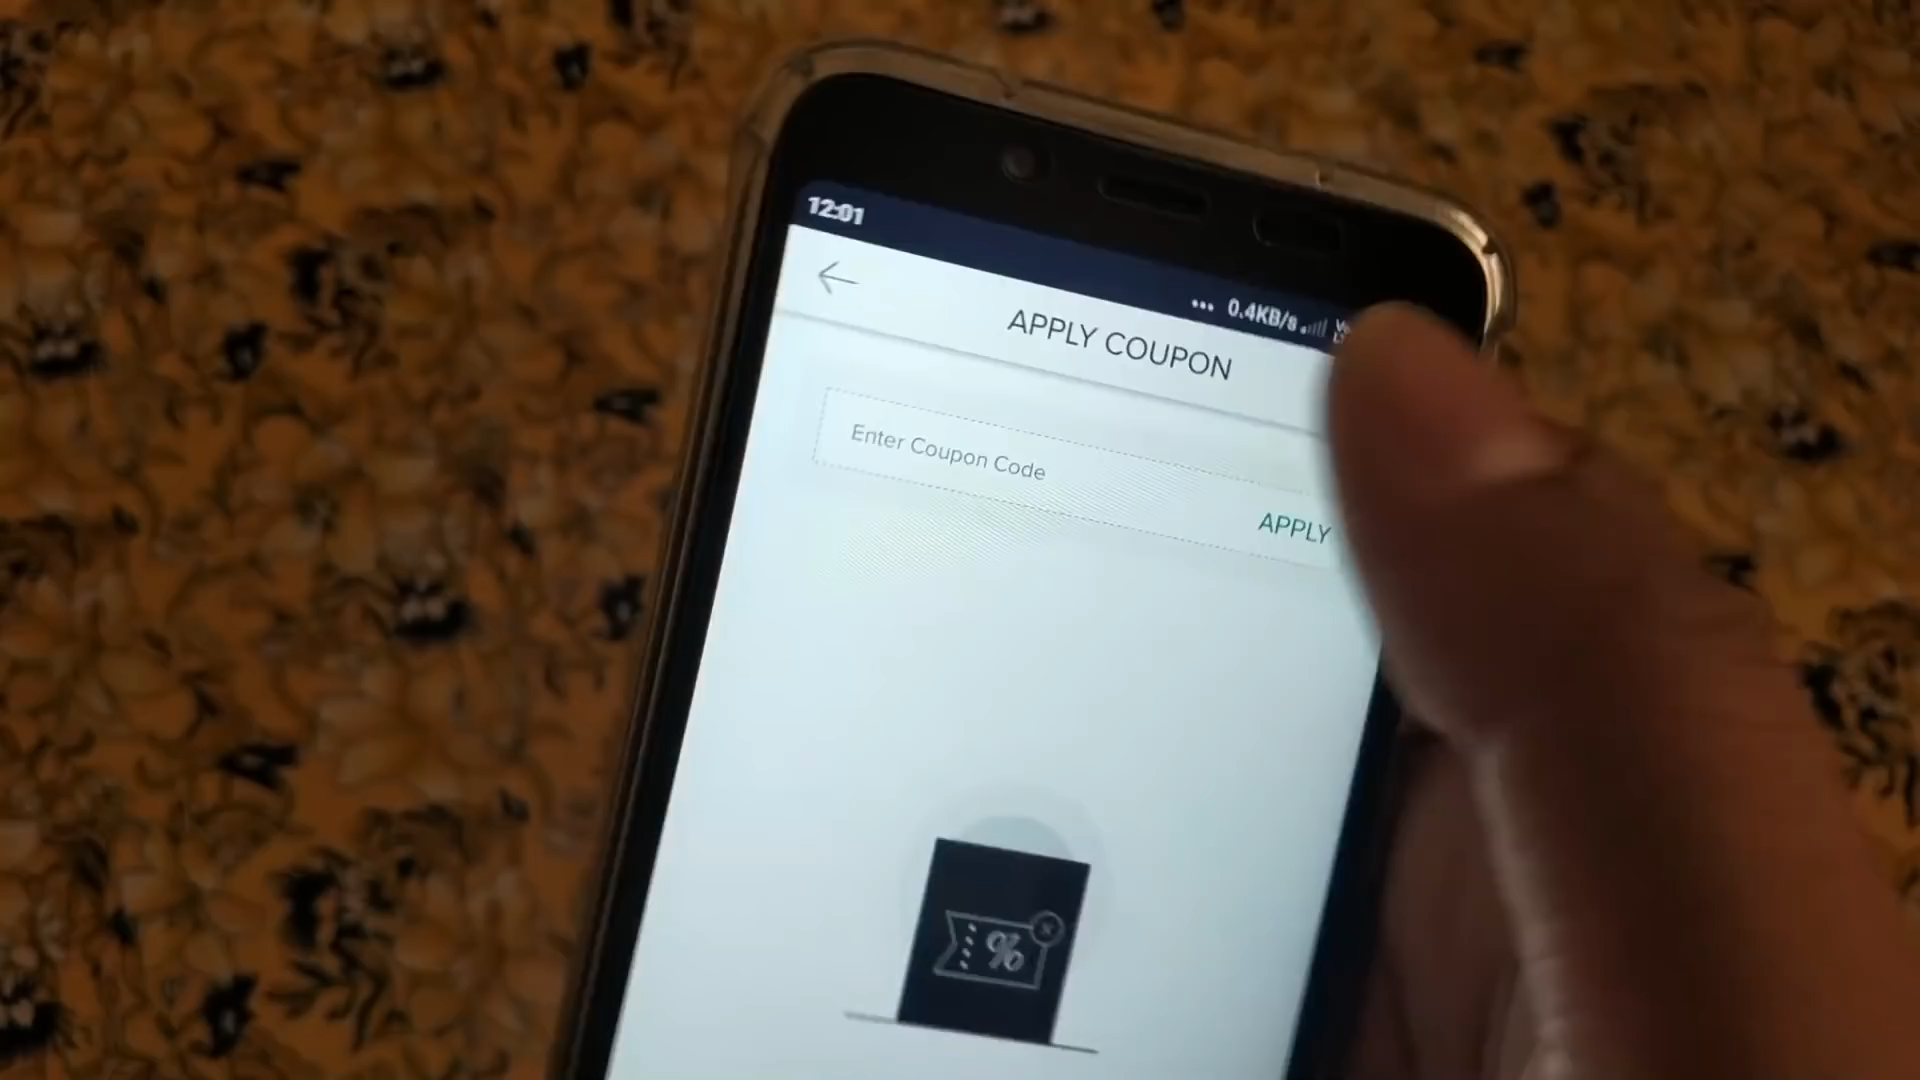 12:01
... 0.4KB/s
APPLY COUPON
Enter Coupon Code
APPLY
%